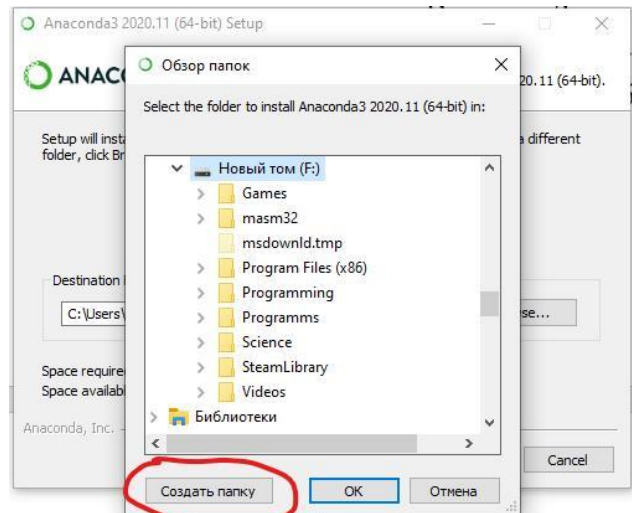 Anaconda3 2020.11 (64-bit) Setup
Обзор папок
ANAC
20.11 (64-bit).
Select the folder to install Anaconda3 2020.11 (64-bit) in:
Setup will inst
a different
folder, click Br
Новый том (F:)
Games
masm32
msdownld.tmp
Program Files (x86)
Programming
Programms
Science
SteamLibrary
Videos
Библиотеки
Destination
C:\Users\
se...
Space require
Space availab
Anaconda, Inc.
Создать папку
OK
Отмена
Cancel